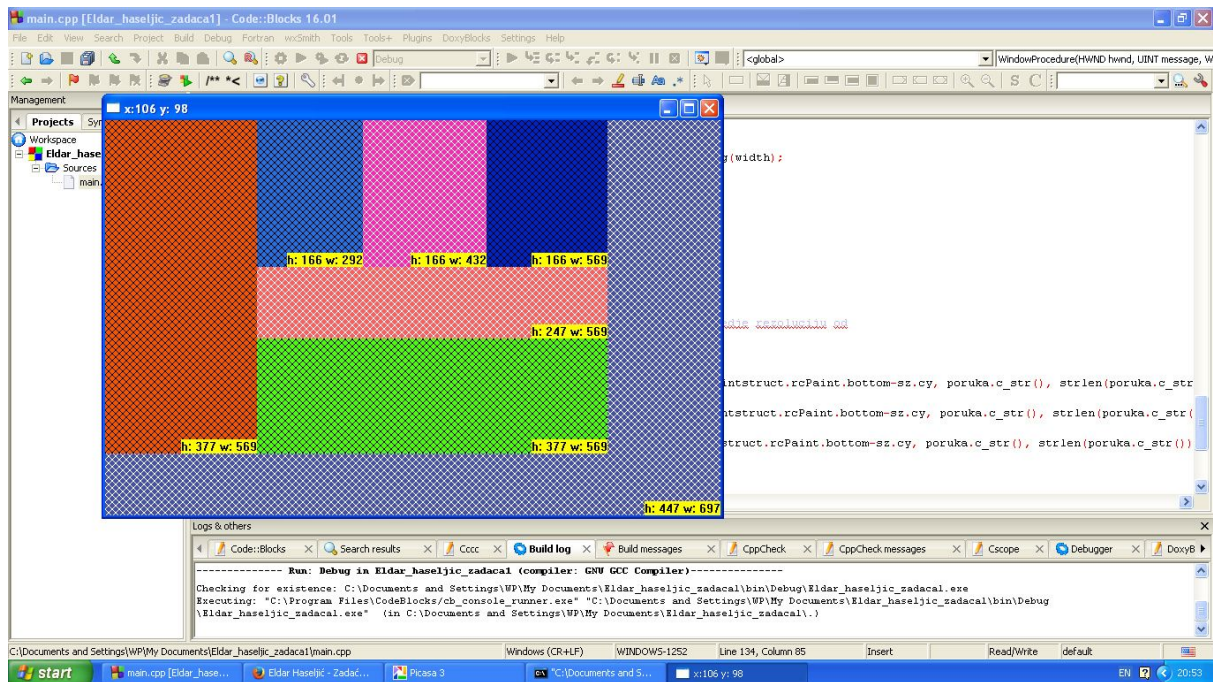 main.cpp [Eldar_haseljic_zadaca1] - Code::Blocks 16.01
File Edit View Search Project Build Debug Fortran wxSmith Tools Tools+ Plugins DoxyBlocks Settings Help
Debug <global> WindowProcedure(HWND hwnd, UINT message, W
Management
x:106 y: 98
Projects Syr
Workspace
Eldar_hase
Sources
main.
(width);
h: 166 w: 292 h: 166 w: 432 h: 166 w: 569
h: 247 w: 569
rezoluciju od
intstruct.rcPaint.bottom-sz.cy, poruka.c_str(), strlen(poruka.c_str
ntstruct.rcPaint.bottom-sz.cy, poruka.c_str(), strlen(poruka.c_str(
struct.rcPaint.bottom-sz.cy, poruka.c_str(), strlen(poruka.c_str())
h: 377 w: 569 h: 377 w: 569
h: 447 w: 697
Logs & others
Code::Blocks Search results Cccc Build log Build messages CppCheck CppCheck messages Cscope Debugger DoxyB
-------------- Run: Debug in Eldar_haseljic_zadaca1 (compiler: GNU GCC Compiler)---------------
Checking for existence: C:\Documents and Settings\WP\My Documents\Eldar_haseljic_zadaca1\bin\Debug\Eldar_haseljic_zadaca1.exe
Executing: "C:\Program Files\CodeBlocks/cb_console_runner.exe" "C:\Documents and Settings\WP\My Documents\Eldar_haseljic_zadaca1\bin\Debug
\Eldar_haseljic_zadaca1.exe" (in C:\Documents and Settings\WP\My Documents\Eldar_haseljic_zadaca1\.)
C:\Documents and Settings\WP\My Documents\Eldar_haseljic_zadaca1\main.cpp Windows (CR+LF) WINDOWS-1252 Line 134, Column 85 Insert Read/Write default
start main.cpp [Eldar_hase... Eldar Haseljić - Zadać... Picasa 3 "C:\Documents and S... x:106 y: 98 EN 20:53